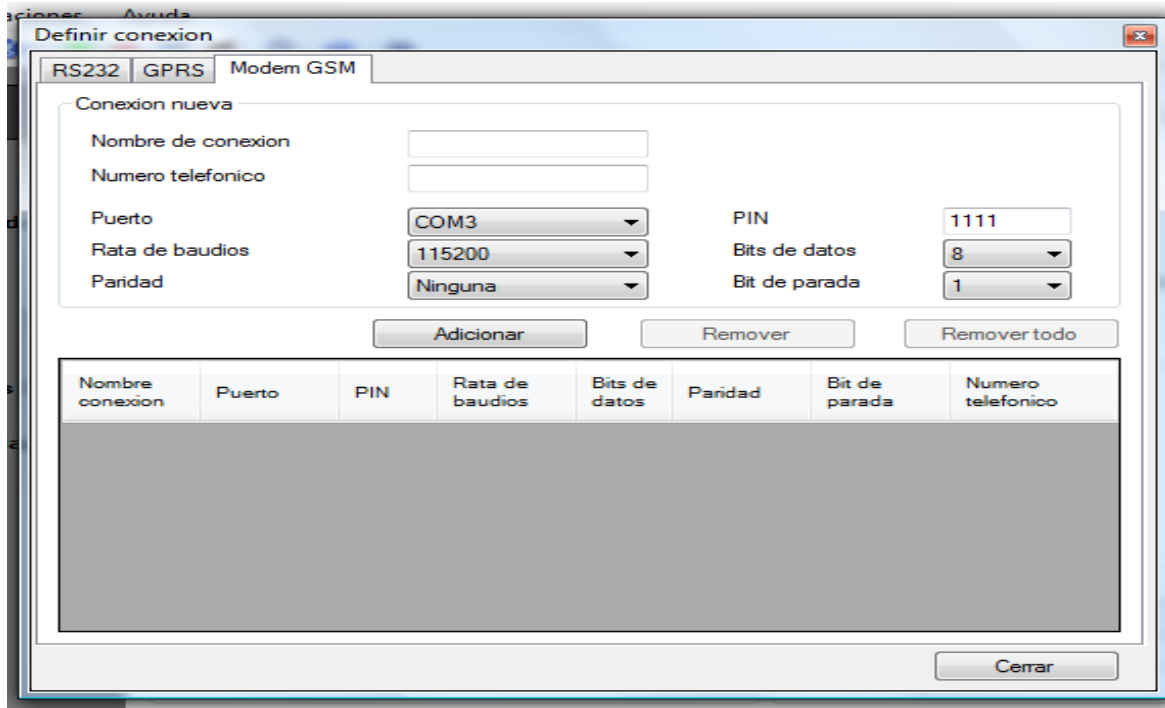 Ayuda
Definir conexion
RS232 GPRS Modem GSM
Conexion nueva
Nombre de conexion
Numero telefonico
Puerto COM3 PIN 1111
Rata de baudios 115200 Bits de datos 8
Paridad Ninguna Bit de parada 1
Adicionar Remover Remover todo
Nombre conexion Puerto PIN Rata de baudios Bits de datos Paridad Bit de parada Numero telefonico
Cerrar